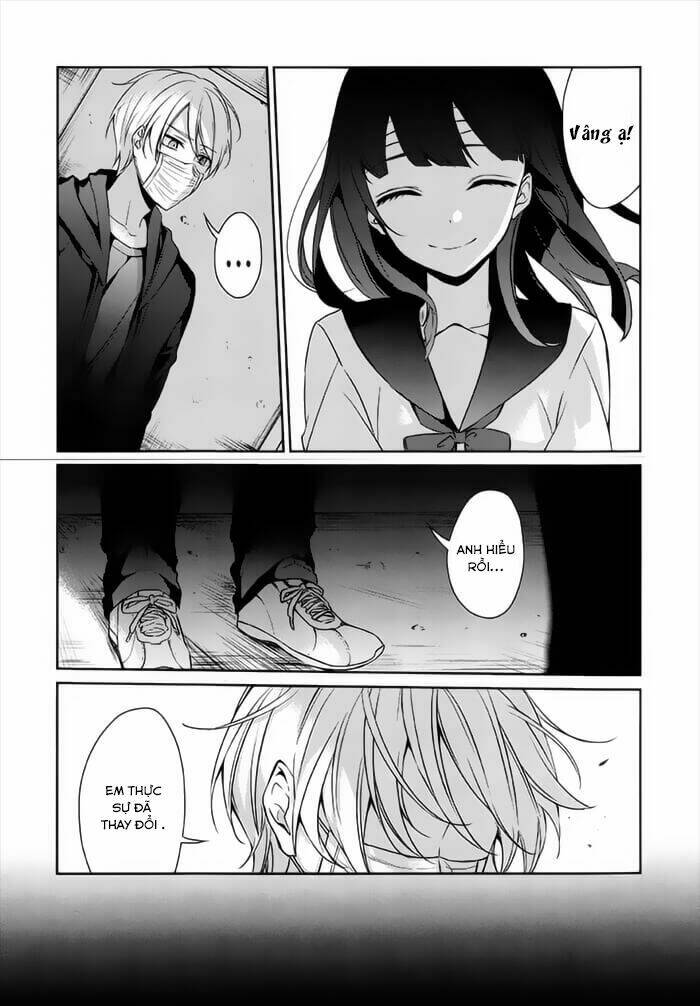 Vâng ạ!
...
ANH HIỂU
RỒI...
EM THỰC
SỰ ĐÃ
THAY ĐỔI .